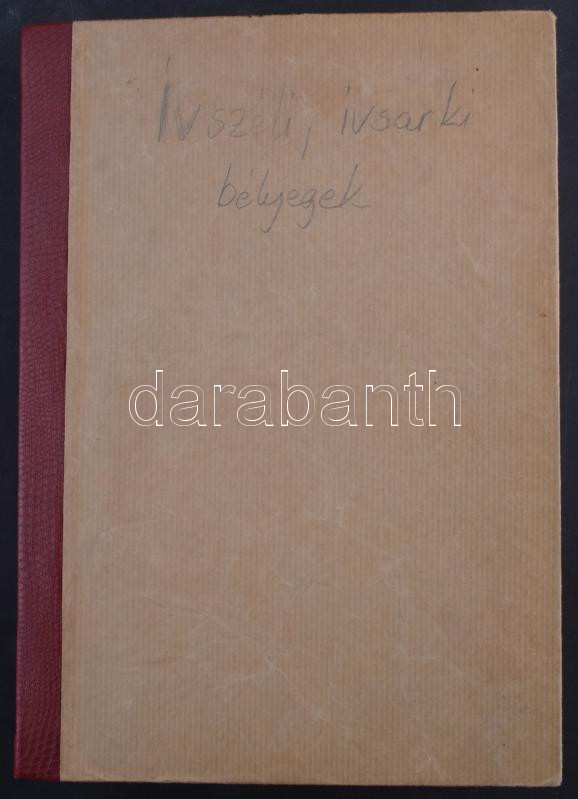 Ívszéli, ívsarki
bélyegek
darabanth